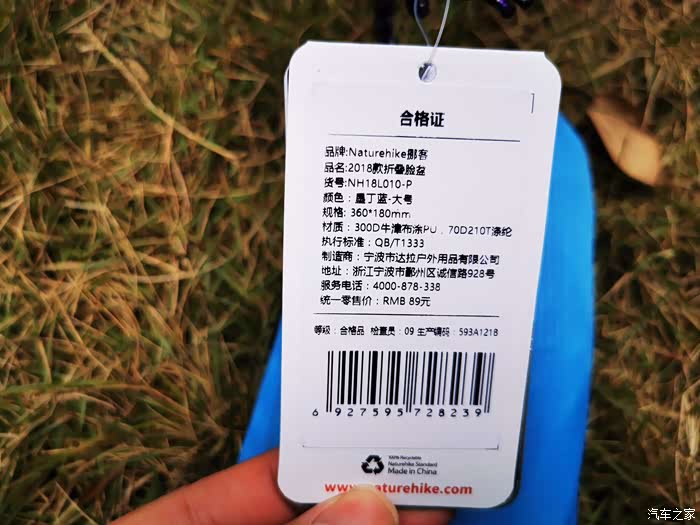 合格证
品牌:Naturehike挪客
品名:2018款折叠脸盆
货号:NH18L010-P
颜色：墨丁蓝-大号
规格: 360*180mm
材质：300D牛津布涂PU，70D210T涤纶
执行标准：QB/T1333
制造商：宁波市达拉户外用品有限公司
地址：浙江宁波市鄞州区诚信路928号
服务电话：4000-878-338
统一零售价：RMB 89元
等级：合格品 检查员：09 生产编码：593A1218
6 927595 728239
100% Recyclable
Naturehike Standard
Made in China
www.naturehike.com
汽车之家